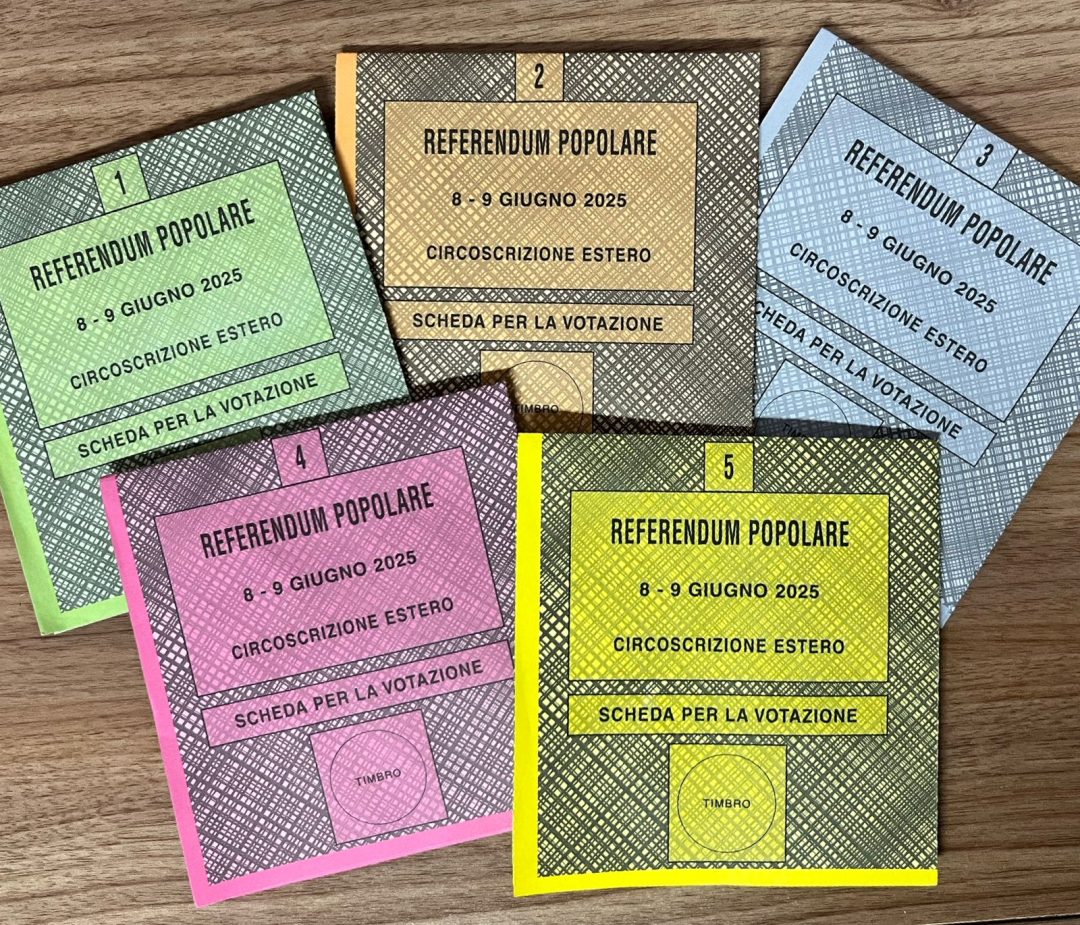 1
REFERENDUM POPOLARE
8 - 9 GIUGNO 2025
CIRCOSCRIZIONE ESTERO
SCHEDA PER LA VOTAZIONE
2
REFERENDUM POPOLARE
8 - 9 GIUGNO 2025
CIRCOSCRIZIONE ESTERO
SCHEDA PER LA VOTAZIONE
TIMBRO
3
REFERENDUM POPOLARE
8 - 9 GIUGNO 2025
CIRCOSCRIZIONE ESTERO
CHEDA PER LA VOTAZIONE
TIMBRO
4
REFERENDUM POPOLARE
8 - 9 GIUGNO 2025
CIRCOSCRIZIONE ESTERO
SCHEDA PER LA VOTAZIONE
TIMBRO
5
REFERENDUM POPOLARE
8 - 9 GIUGNO 2025
CIRCOSCRIZIONE ESTERO
SCHEDA PER LA VOTAZIONE
TIMBRO